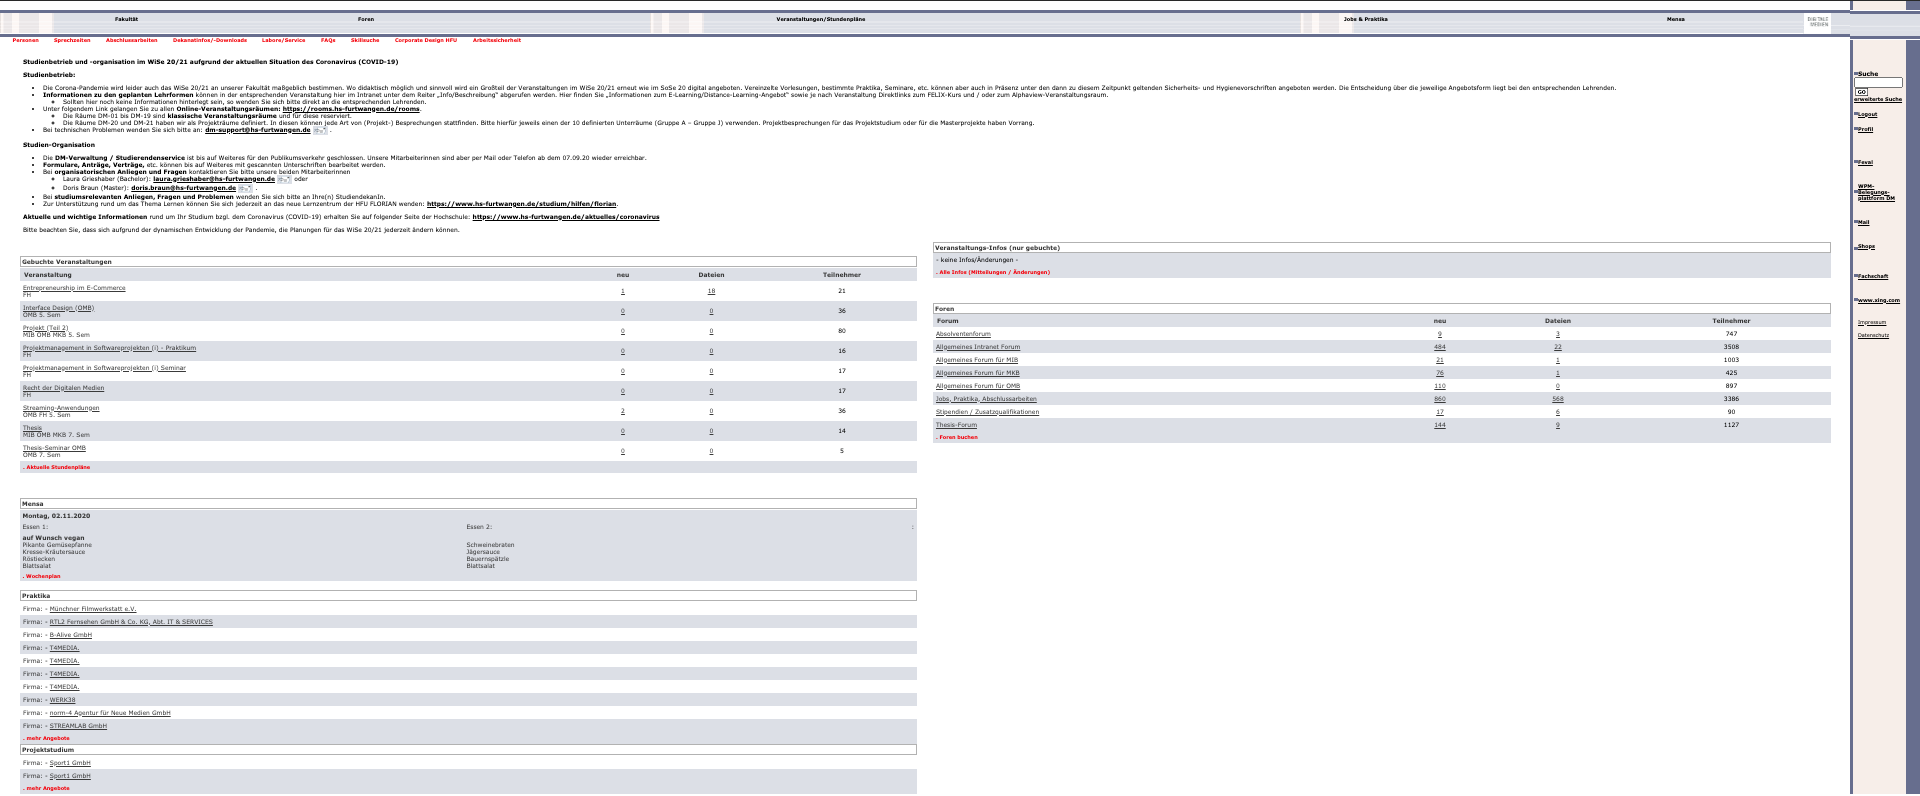 Fakultät Foren Veranstaltungen/Stundenpläne Jobs & Praktika Mensa
DIGITALE
MEDIEN
Personen Sprechzeiten Abschlussarbeiten Dekanatinfos/-Downloads Labore/Service FAQs Skillsuche Corporate Design HFU Arbeitssicherheit
Studienbetrieb und -organisation im WiSe 20/21 aufgrund der aktuellen Situation des Coronavirus (COVID-19)
Studienbetrieb:
Die Corona-Pandemie wird leider auch das WiSe 20/21 an unserer Fakultät maßgeblich bestimmen. Wo didaktisch möglich und sinnvoll wird ein Großteil der Veranstaltungen im WiSe 20/21 erneut wie im SoSe 20 digital angeboten. Vereinzelte Vorlesungen, bestimmte Praktika, Seminare, etc. können aber auch in Präsenz unter den dann zu diesem Zeitpunkt geltenden Sicherheits- und Hygienevorschriften angeboten werden. Die Entscheidung über die jeweilige Angebotsform liegt bei den entsprechenden Lehrenden.
Informationen zu den geplanten Lehrformen können in der entsprechenden Veranstaltung hier im Intranet unter dem Reiter „Info/Beschreibung" abgerufen werden. Hier finden Sie „Informationen zum E-Learning/Distance-Learning-Angebot" sowie je nach Veranstaltung Direktlinks zum FELIX-Kurs und / oder zum Alphaview-Veranstaltungsraum.
Sollten hier noch keine Informationen hinterlegt sein, so wenden Sie sich bitte direkt an die entsprechenden Lehrenden.
Unter folgendem Link gelangen Sie zu allen Online-Veranstaltungsräumen: https://rooms.hs-furtwangen.de/rooms.
Die Räume DM-01 bis DM-19 sind klassische Veranstaltungsräume und für diese reserviert.
Die Räume DM-20 und DM-21 haben wir als Projekträume definiert. In diesen können jede Art von (Projekt-) Besprechungen stattfinden. Bitte hierfür jeweils einen der 10 definierten Unterräume (Gruppe A – Gruppe J) verwenden. Projektbesprechungen für das Projektstudium oder für die Masterprojekte haben Vorrang.
Bei technischen Problemen wenden Sie sich bitte an: dm-support@hs-furtwangen.de .
Studien-Organisation
Die DM-Verwaltung / Studierendenservice ist bis auf Weiteres für den Publikumsverkehr geschlossen. Unsere Mitarbeiterinnen sind aber per Mail oder Telefon ab dem 07.09.20 wieder erreichbar.
Formulare, Anträge, Verträge, etc. können bis auf Weiteres mit gescannten Unterschriften bearbeitet werden.
Bei organisatorischen Anliegen und Fragen kontaktieren Sie bitte unsere beiden Mitarbeiterinnen
Laura Grieshaber (Bachelor): laura.grieshaber@hs-furtwangen.de oder
Doris Braun (Master): doris.braun@hs-furtwangen.de .
Bei studiumsrelevanten Anliegen, Fragen und Problemen wenden Sie sich bitte an Ihre(n) StudiendekanIn.
Zur Unterstützung rund um das Thema Lernen können Sie sich jederzeit an das neue Lernzentrum der HFU FLORIAN wenden: https://www.hs-furtwangen.de/studium/hilfen/florian.
Aktuelle und wichtige Informationen rund um Ihr Studium bzgl. dem Coronavirus (COVID-19) erhalten Sie auf folgender Seite der Hochschule: https://www.hs-furtwangen.de/aktuelles/coronavirus
Bitte beachten Sie, dass sich aufgrund der dynamischen Entwicklung der Pandemie, die Planungen für das WiSe 20/21 jederzeit ändern können.
Gebuchte Veranstaltungen
Veranstaltung neu Dateien Teilnehmer
Entrepreneurship im E-Commerce 1 18 21
FH
Interface Design (OMB) 0 0 36
OMB 5. Sem
Projekt (Teil 2) 0 0 80
MIB OMB MKB 5. Sem
Projektmanagement in Softwareprojekten (i) - Praktikum 0 0 16
FH
Projektmanagement in Softwareprojekten (i) Seminar 0 0 17
FH
Recht der Digitalen Medien 0 0 17
FH
Streaming-Anwendungen 2 0 36
OMB FH 5. Sem
Thesis 0 0 14
MIB OMB MKB 7. Sem
Thesis-Seminar OMB 0 0 5
OMB 7. Sem
. Aktuelle Stundenpläne
Mensa
Montag, 02.11.2020
Essen 1: Essen 2: :
auf Wunsch vegan
Pikante Gemüsepfanne Schweinebraten
Kresse-Kräutersauce Jägersauce
Röstiecken Bauernspätzle
Blattsalat Blattsalat
. Wochenplan
Praktika
Firma: - Münchner Filmwerkstatt e.V.
Firma: - RTL2 Fernsehen GmbH & Co. KG, Abt. IT & SERVICES
Firma: - B-Alive GmbH
Firma: - T4MEDIA.
Firma: - T4MEDIA.
Firma: - T4MEDIA.
Firma: - T4MEDIA.
Firma: - WERK38
Firma: - norm-4 Agentur für Neue Medien GmbH
Firma: - STREAMLAB GmbH
. mehr Angebote
Projektstudium
Firma: - Sport1 GmbH
Firma: - Sport1 GmbH
. mehr Angebote
Veranstaltungs-Infos (nur gebuchte)
- keine Infos/Änderungen -
. Alle Infos (Mitteilungen / Änderungen)
Foren
Forum neu Dateien Teilnehmer
Absolventenforum 9 3 747
Allgemeines Intranet Forum 484 22 3508
Allgemeines Forum für MIB 21 1 1003
Allgemeines Forum für MKB 76 1 425
Allgemeines Forum für OMB 110 0 897
Jobs, Praktika, Abschlussarbeiten 860 568 3386
Stipendien / Zusatzqualifikationen 17 6 90
Thesis-Forum 144 9 1127
. Foren buchen
Suche
GO
erweiterte Suche
Logout
Profil
Feval
WPM-
Belegungs-
plattform DM
Mail
Shops
Fachschaft
www.xing.com
Impressum
Datenschutz